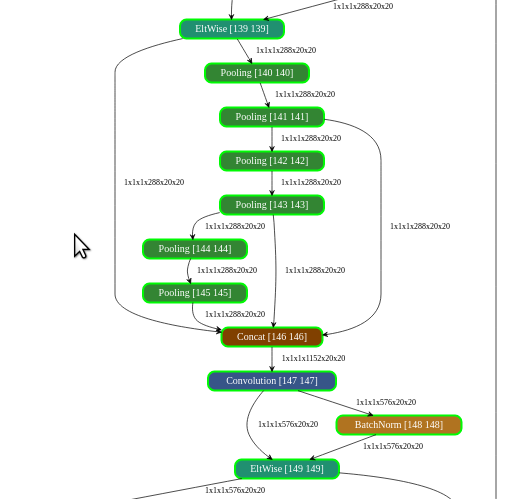 1x1x1x288x20x20
EltWise [139 139]
1x1x1x288x20x20
Pooling [140 140]
1x1x1x288x20x20
Pooling [141 141]
1x1x1x288x20x20
Pooling [142 142]
1x1x1x288x20x20
1x1x1x288x20x20
Pooling [143 143]
1x1x1x288x20x20
1x1x1x288x20x20
Pooling [144 144]
1x1x1x288x20x20
1x1x1x288x20x20
Pooling [145 145]
1x1x1x288x20x20
Concat [146 146]
1x1x1x1152x20x20
Convolution [147 147]
1x1x1x576x20x20
1x1x1x576x20x20
BatchNorm [148 148]
1x1x1x576x20x20
EltWise [149 149]
1x1x1x576x20x20